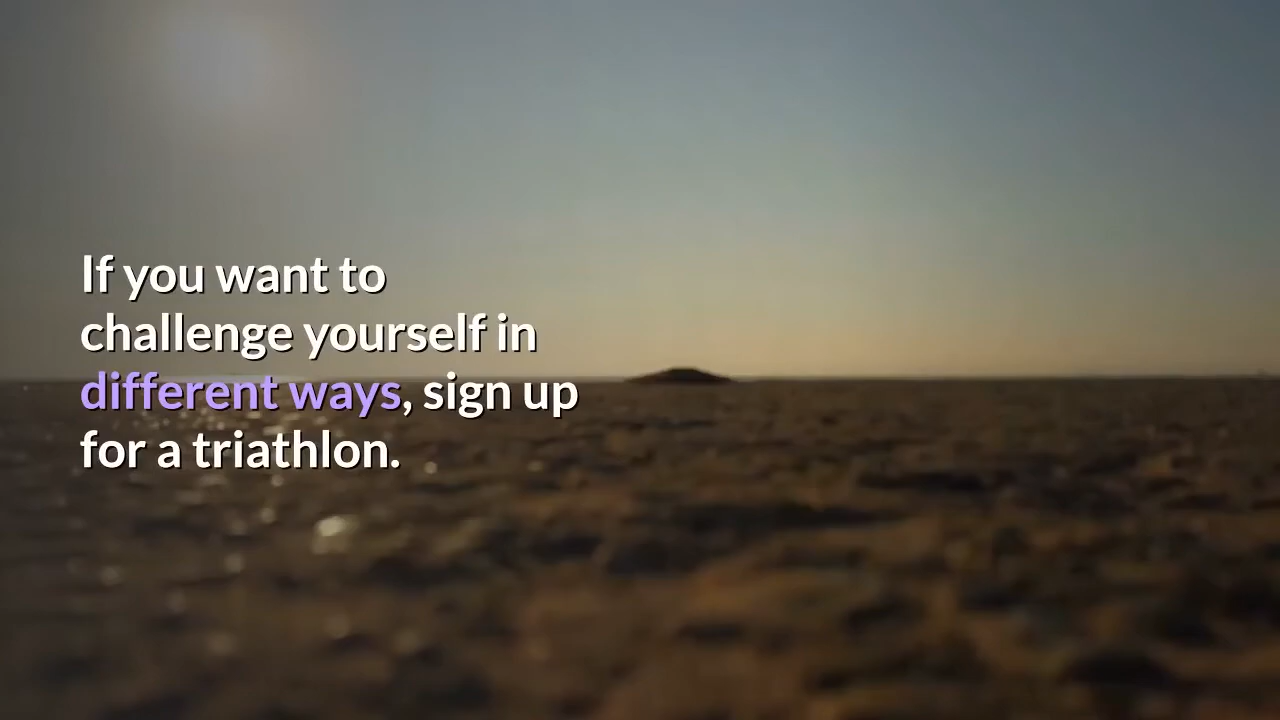 If you want to
challenge yourself in
different ways, sign up
for a triathlon.